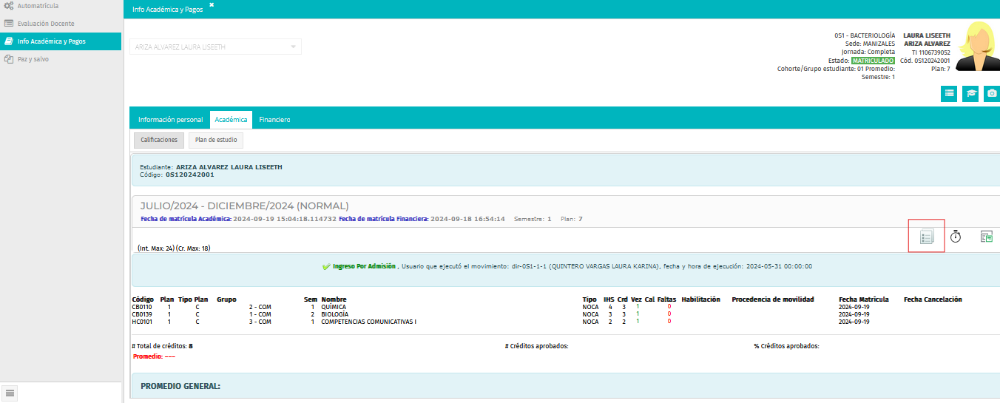 Automatrícula
Evaluación Docente
Info Académica y Pagos
Paz y salvo
Info Académica y Pagos
ARIZA ALVAREZ LAURA LISEETH
0S1 - BACTERIOLOGÍA
Sede: MANIZALES
Jornada: Completa
Estado: MATRICULADO
Cohorte/Grupo estudiante: 01 Promedio:
Semestre: 1
LAURA LISEETH
ARIZA ALVAREZ
TI 1106739052
Cód. 0S120242001
Plan: 7
Información personal Académica Financiero
Calificaciones Plan de estudio
Estudiante: ARIZA ALVAREZ LAURA LISEETH
Código: 0S120242001
JULIO/2024 - DICIEMBRE/2024 (NORMAL)
Fecha de matrícula Académica: 2024-09-19 15:04:18.114732 Fecha de matrícula Financiera: 2024-09-18 16:54:14 Semestre: 1 Plan: 7
(Int. Max: 24) (Cr. Max: 18)
Ingreso Por Admisión , Usuario que ejecutó el movimiento: dir-0S1-1-1 (QUINTERO VARGAS LAURA KARINA), fecha y hora de ejecución: 2024-05-31 00:00:00
Código Plan Tipo Plan Grupo Sem Nombre Tipo IHS Crd Vez Cal Faltas Habilitación Procedencia de movilidad Fecha Matrícula Fecha Cancelación
CB0110 1 C 2 - COM 1 QUÍMICA NOCA 4 3 1 0 2024-09-19
CB0139 1 C 1 - COM 2 BIOLOGÍA NOCA 3 3 1 0 2024-09-19
HC0101 1 C 3 - COM 1 COMPETENCIAS COMUNICATIVAS I NOCA 2 2 1 0 2024-09-19
# Total de créditos: 8 # Créditos aprobados: % Créditos aprobados:
Promedio: ---
PROMEDIO GENERAL: